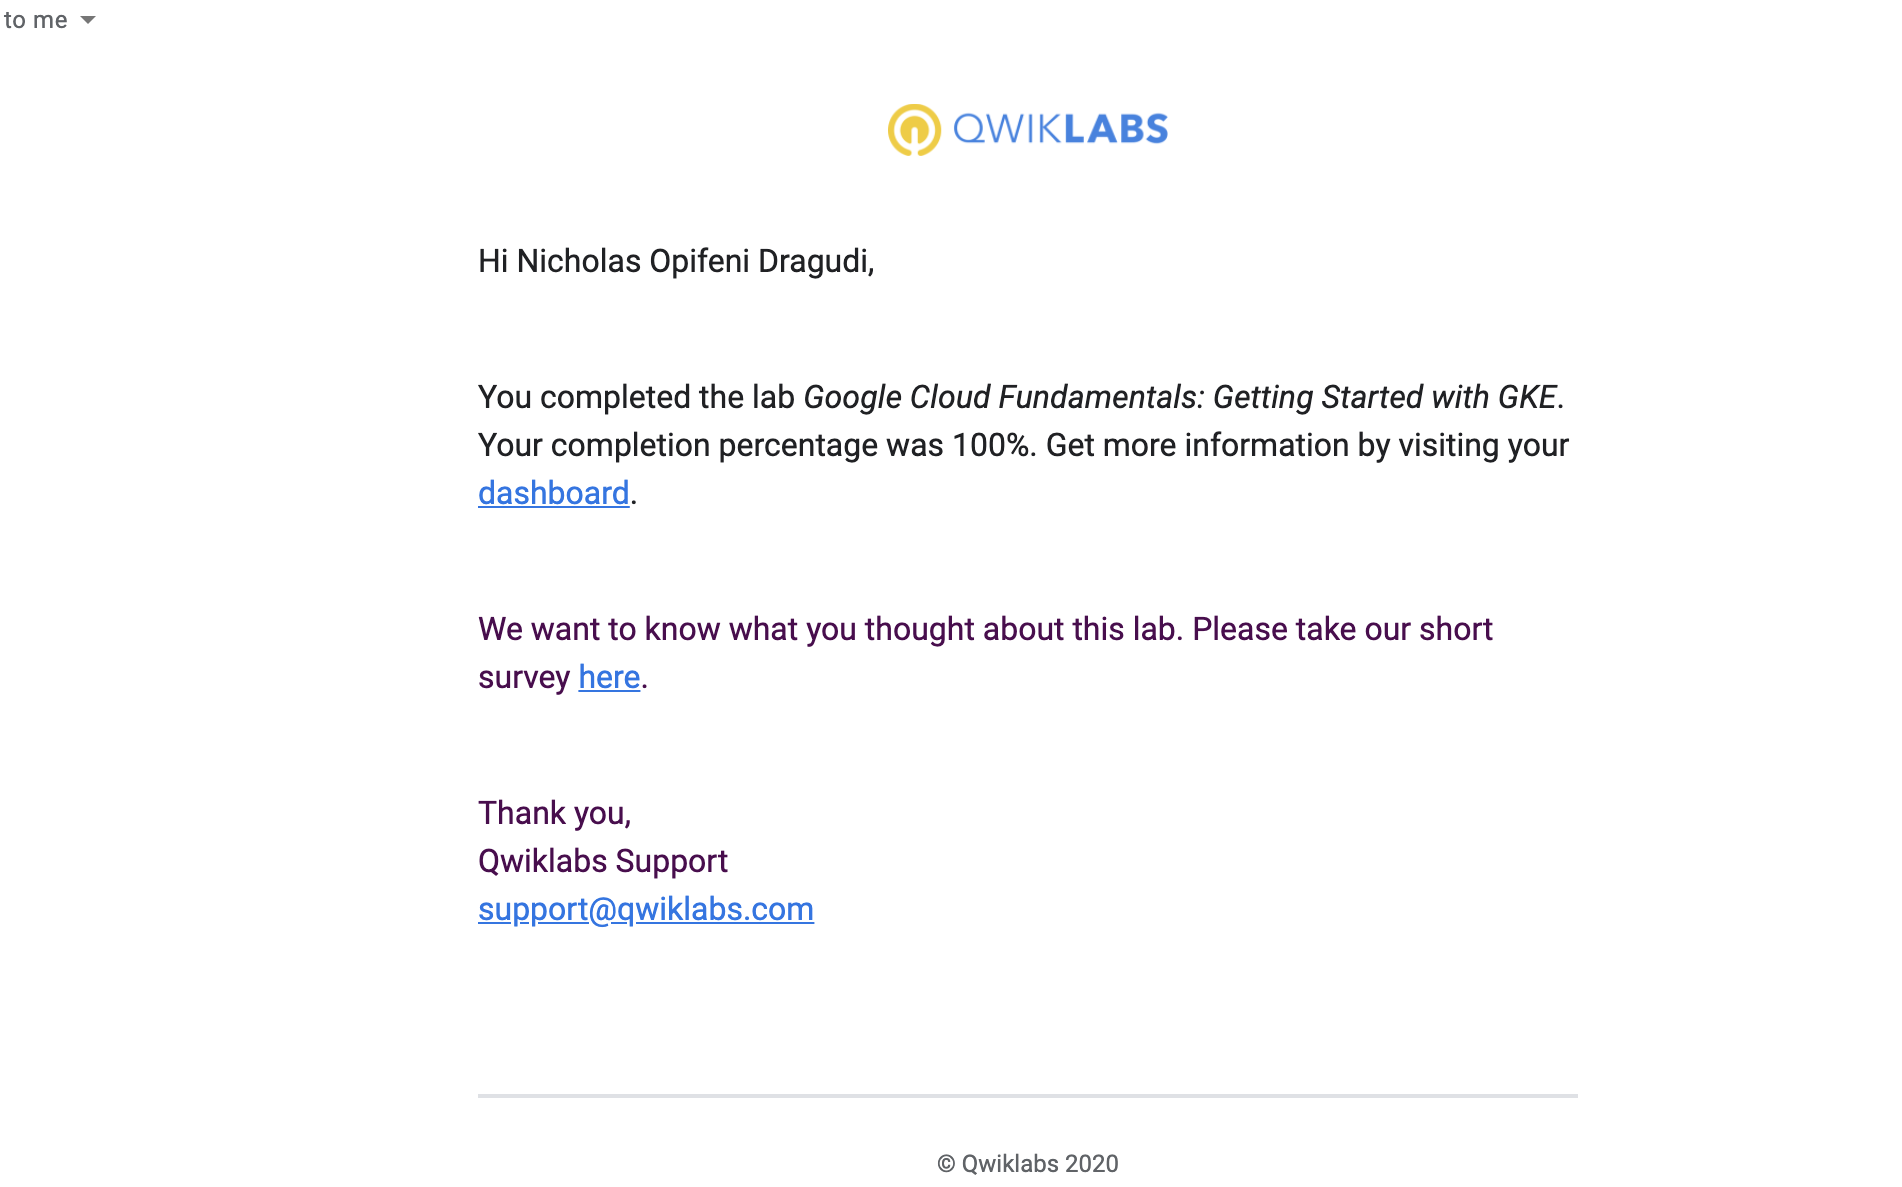 to me
QWIKLABS
Hi Nicholas Opifeni Dragudi,
You completed the lab Google Cloud Fundamentals: Getting Started with GKE.
Your completion percentage was 100%. Get more information by visiting your
dashboard.
We want to know what you thought about this lab. Please take our short
survey here.
Thank you,
Qwiklabs Support
support@qwiklabs.com
© Qwiklabs 2020